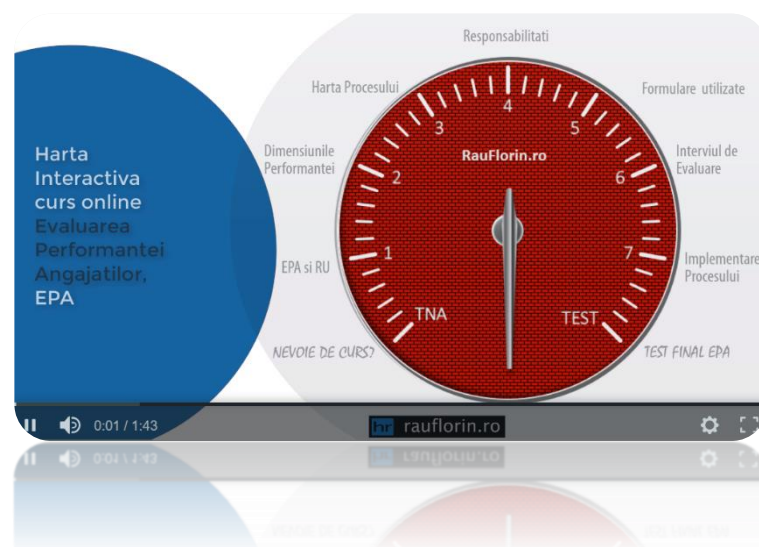 Harta
Interactiva
curs online
Evaluarea
Performantei
Angajatilor,
EPA
Responsabilitati
Harta Procesului
Formulare utilizate
Dimensiunile
Performantei
Interviul de
Evaluare
EPA si RU
Implementare
Procesului
NEVOIE DE CURS?
TEST FINAL EPA
RauFlorin.ro
TNA
1
2
3
4
5
6
7
TEST
0:01 / 1:43
hr rauflorin.ro